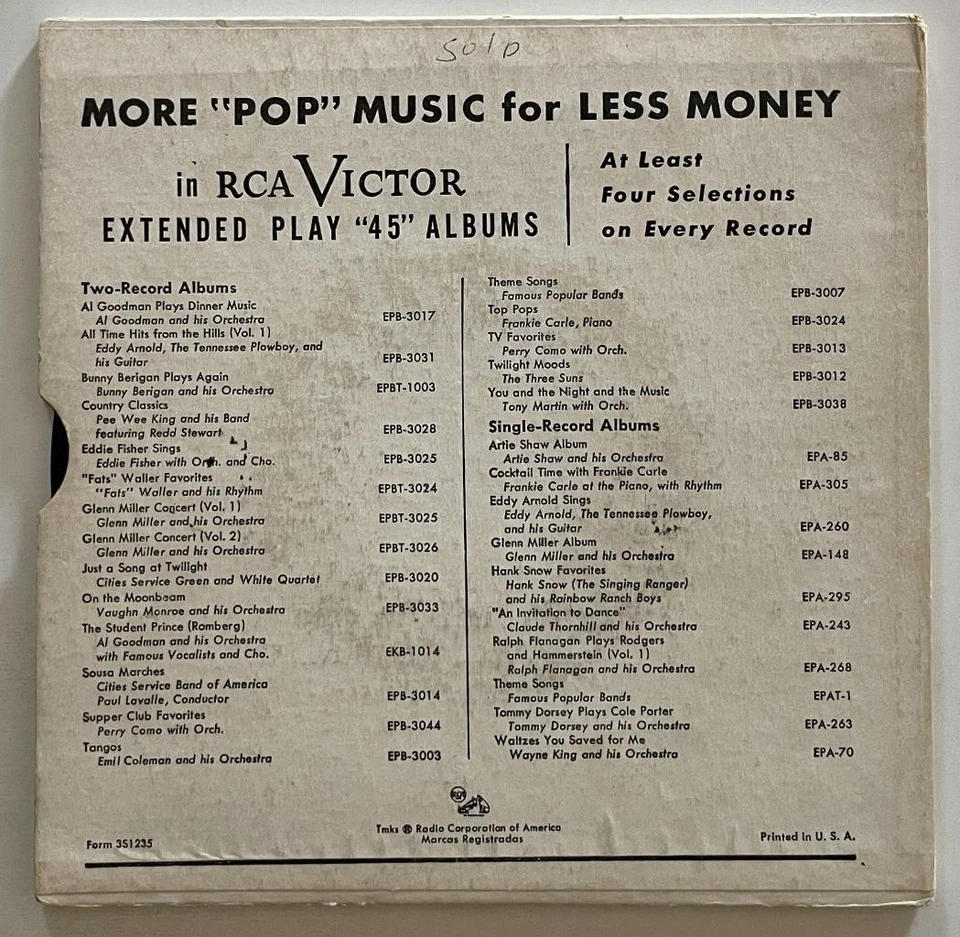 Sold
MORE "POP" MUSIC for LESS MONEY
in RCA VICTOR
EXTENDED PLAY "45" ALBUMS
At Least
Four Selections
on Every Record
Two-Record Albums
Al Goodman Plays Dinner Music
Al Goodman and his Orchestra EPB-3017
All Time Hits from the Hills (Vol. 1)
Eddy Arnold, The Tennessee Plowboy, and
his Guitar EPB-3031
Bunny Berigan Plays Again
Bunny Berigan and his Orchestra EPBT-1003
Country Classics
Pee Wee King and his Band
featuring Redd Stewart EPB-3028
Eddie Fisher Sings
Eddie Fisher with Orch. and Cho. EPB-3025
"Fats" Waller Favorites
"Fats" Waller and his Rhythm EPBT-3024
Glenn Miller Concert (Vol. 1)
Glenn Miller and his Orchestra EPBT-3025
Glenn Miller Concert (Vol. 2)
Glenn Miller and his Orchestra EPBT-3026
Just a Song at Twilight
Cities Service Green and White Quartet EPB-3020
On the Moonbeam
Vaughn Monroe and his Orchestra EPB-3033
The Student Prince (Romberg)
Al Goodman and his Orchestra
with Famous Vocalists and Cho. EKB-1014
Sousa Marches
Cities Service Band of America
Paul Lavalle, Conductor EPB-3014
Supper Club Favorites
Perry Como with Orch. EPB-3044
Tangos
Emil Coleman and his Orchestra EPB-3003
Theme Songs
Famous Popular Bands EPB-3007
Top Pops
Frankie Carle, Piano EPB-3024
TV Favorites
Perry Como with Orch. EPB-3013
Twilight Moods
The Three Suns EPB-3012
You and the Night and the Music
Tony Martin with Orch. EPB-3038
Single-Record Albums
Artie Shaw Album
Artie Shaw and his Orchestra EPA-85
Cocktail Time with Frankie Carle
Frankie Carle at the Piano, with Rhythm EPA-305
Eddy Arnold Sings
Eddy Arnold, The Tennessee Plowboy,
and his Guitar EPA-260
Glenn Miller Album
Glenn Miller and his Orchestra EPA-148
Hank Snow Favorites
Hank Snow (The Singing Ranger)
and his Rainbow Ranch Boys EPA-295
"An Invitation to Dance"
Claude Thornhill and his Orchestra EPA-243
Ralph Flanagan Plays Rodgers
and Hammerstein (Vol. 1)
Ralph Flanagan and his Orchestra EPA-268
Theme Songs
Famous Popular Bands EPAT-1
Tommy Dorsey Plays Cole Porter
Tommy Dorsey and his Orchestra EPA-263
Waltzes You Saved for Me
Wayne King and his Orchestra EPA-70
RCA
Tmks ® Radio Corporation of America
Marcas Registradas
Form 3S1235
Printed in U. S. A.